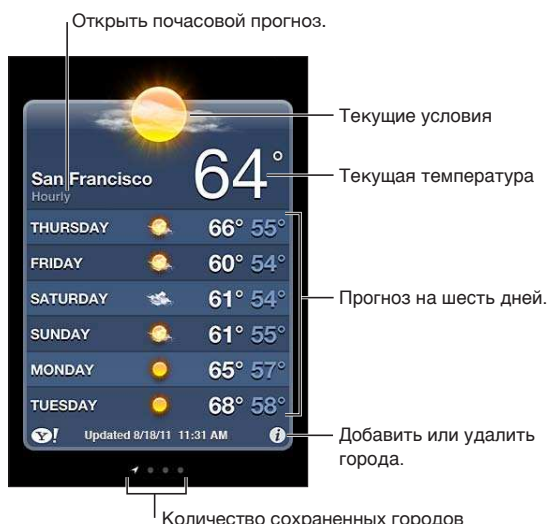 Открыть почасовой прогноз.
Текущие условия
64°
San Francisco
Hourly
Текущая температура
THURSDAY 66° 55°
FRIDAY 60° 54°
SATURDAY 61° 54°
Прогноз на шесть дней.
SUNDAY 61° 55°
MONDAY 65° 57°
TUESDAY 68° 58°
Y! Updated 8/18/11 11:31 AM i
Добавить или удалить
города.
Количество сохраненных городов